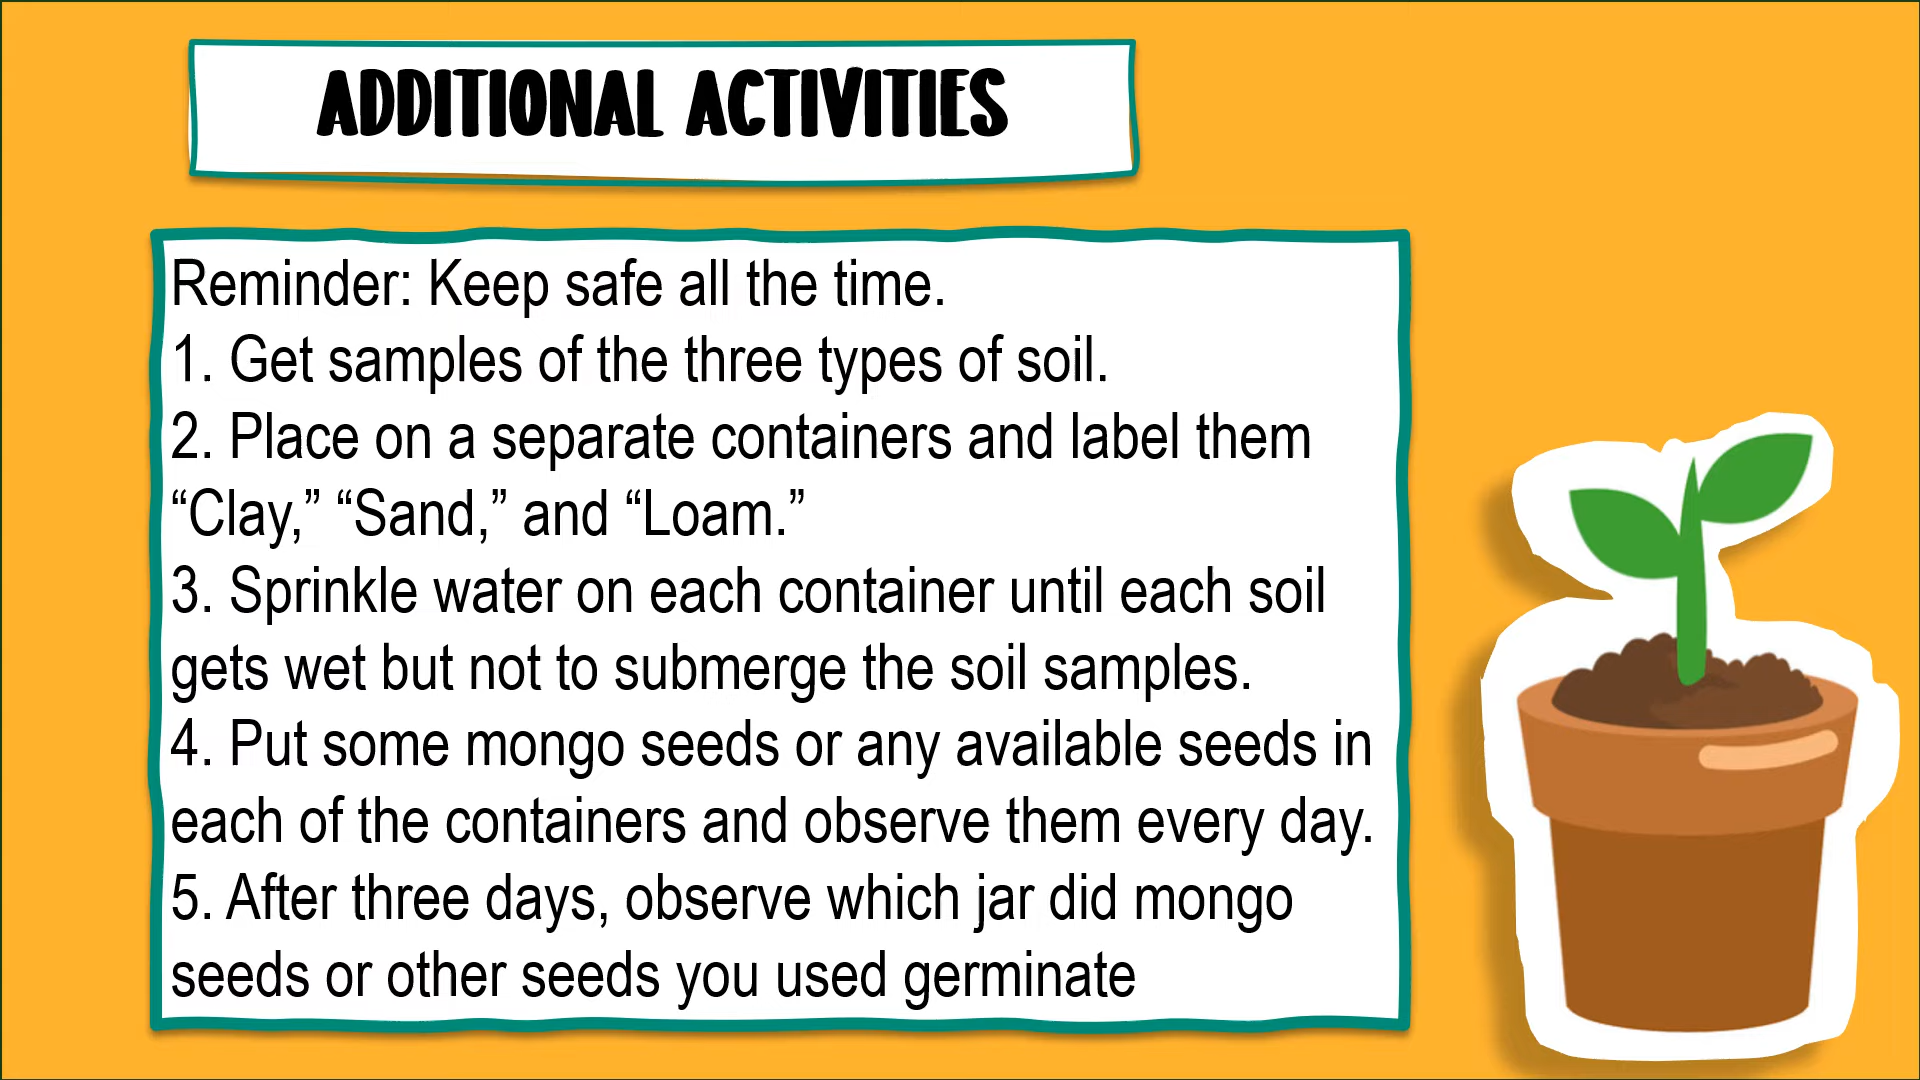 ADDITIONAL ACTIVITIES
Reminder: Keep safe all the time.
1. Get samples of the three types of soil.
2. Place on a separate containers and label them
“Clay,” “Sand,” and “Loam.”
3. Sprinkle water on each container until each soil
gets wet but not to submerge the soil samples.
4. Put some mongo seeds or any available seeds in
each of the containers and observe them every day.
5. After three days, observe which jar did mongo
seeds or other seeds you used germinate